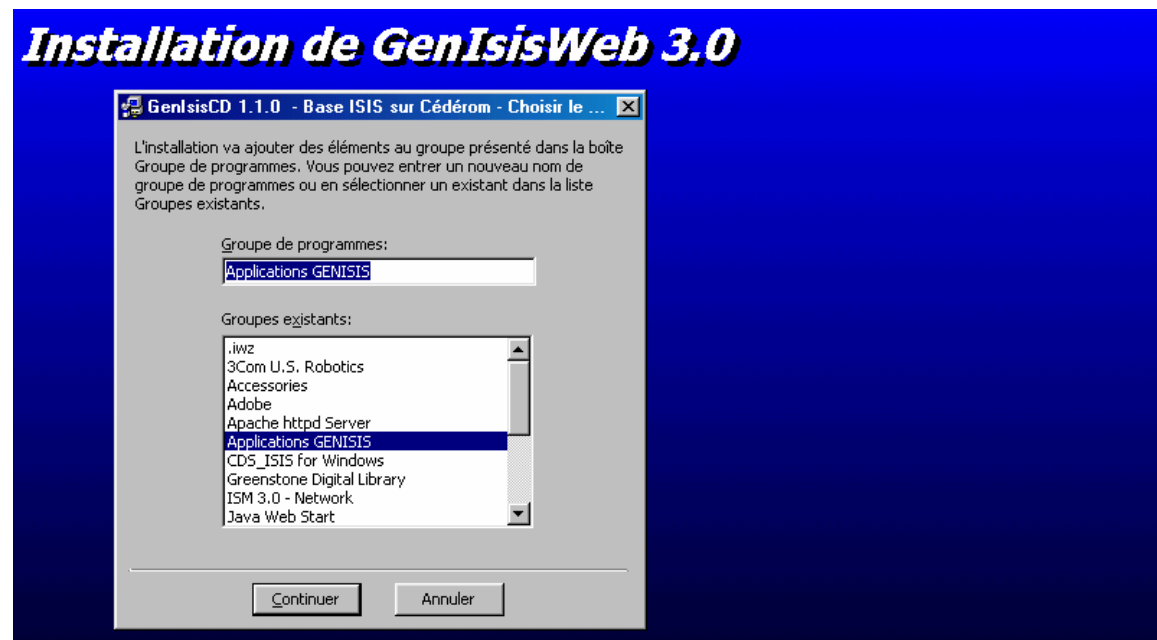 Installation de GenIsisWeb 3.0
GenIsisCD 1.1.0 - Base ISIS sur Cédérom - Choisir le ...
L'installation va ajouter des éléments au groupe présenté dans la boîte
Groupe de programmes. Vous pouvez entrer un nouveau nom de
groupe de programmes ou en sélectionner un existant dans la liste
Groupes existants.
Groupe de programmes:
Applications GENISIS
Groupes existants:
.iwz
3Com U.S. Robotics
Accessories
Adobe
Apache httpd Server
Applications GENISIS
CDS_ISIS for Windows
Greenstone Digital Library
ISM 3.0 - Network
Java Web Start
Continuer
Annuler